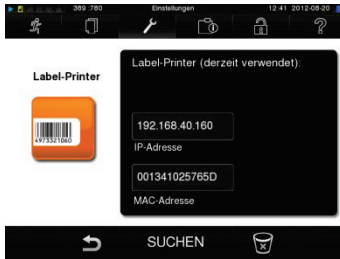 389 :780 Einstellungen 12:41 2012-08-20
Label-Printer
Label-Printer (derzeit verwendet):
4973321060
192.168.40.160
IP-Adresse
001341025765D
MAC-Adresse
SUCHEN